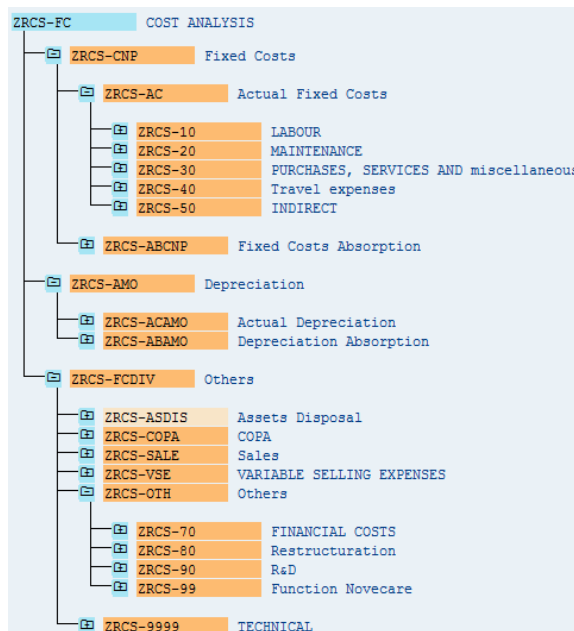 ZRCS-FC COST ANALYSIS
ZRCS-CNP Fixed Costs
ZRCS-AC Actual Fixed Costs
ZRCS-10 LABOUR
ZRCS-20 MAINTENANCE
ZRCS-30 PURCHASES, SERVICES AND miscellaneous
ZRCS-40 Travel expenses
ZRCS-50 INDIRECT
ZRCS-ABCNP Fixed Costs Absorption
ZRCS-AMO Depreciation
ZRCS-ACAMO Actual Depreciation
ZRCS-ABAMO Depreciation Absorption
ZRCS-FCDIV Others
ZRCS-ASDIS Assets Disposal
ZRCS-COPA COPA
ZRCS-SALE Sales
ZRCS-VSE VARIABLE SELLING EXPENSES
ZRCS-OTH Others
ZRCS-70 FINANCIAL COSTS
ZRCS-80 Restructuration
ZRCS-90 R&D
ZRCS-99 Function Novecare
ZRCS-9999 TECHNICAL